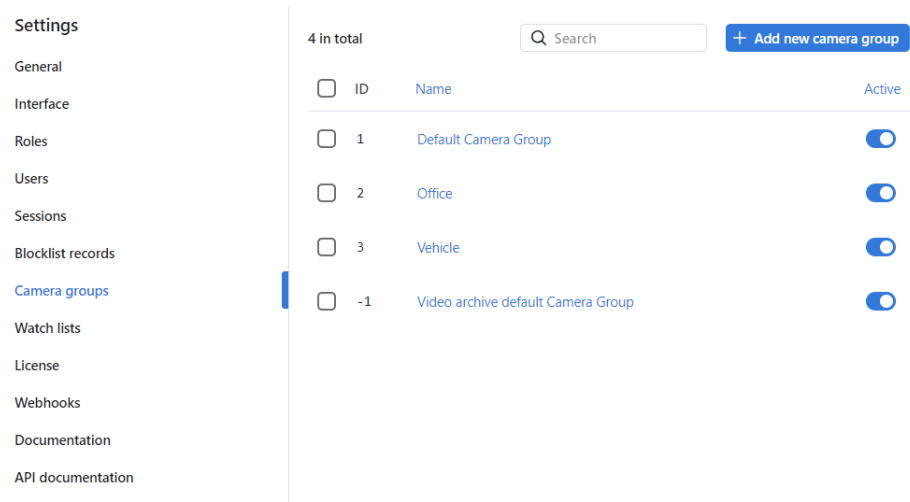 Settings
General
Interface
Roles
Users
Sessions
Blocklist records
Camera groups
Watch lists
License
Webhooks
Documentation
API documentation
4 in total
Search
+ Add new camera group
ID Name Active
1 Default Camera Group
2 Office
3 Vehicle
-1 Video archive default Camera Group